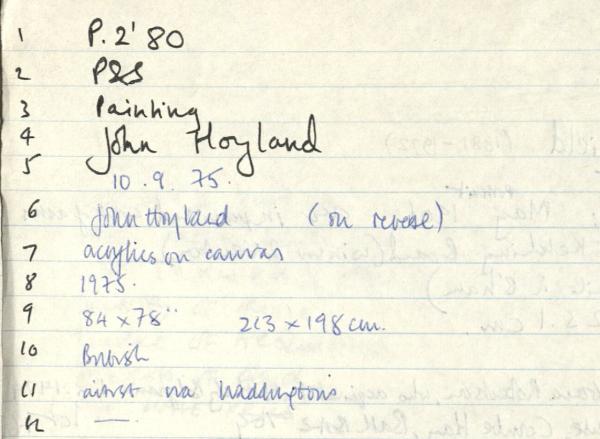 1 P.2'80
2 P&S
3 Painting
4 John Hoyland
5 10.9.75.
6 John Hoyland (on reverse)
7 acrylics on canvas
8 1975.
9 84 x 78" 213 x 198 cm.
10 British
11 artist via Waddingtons
12 —